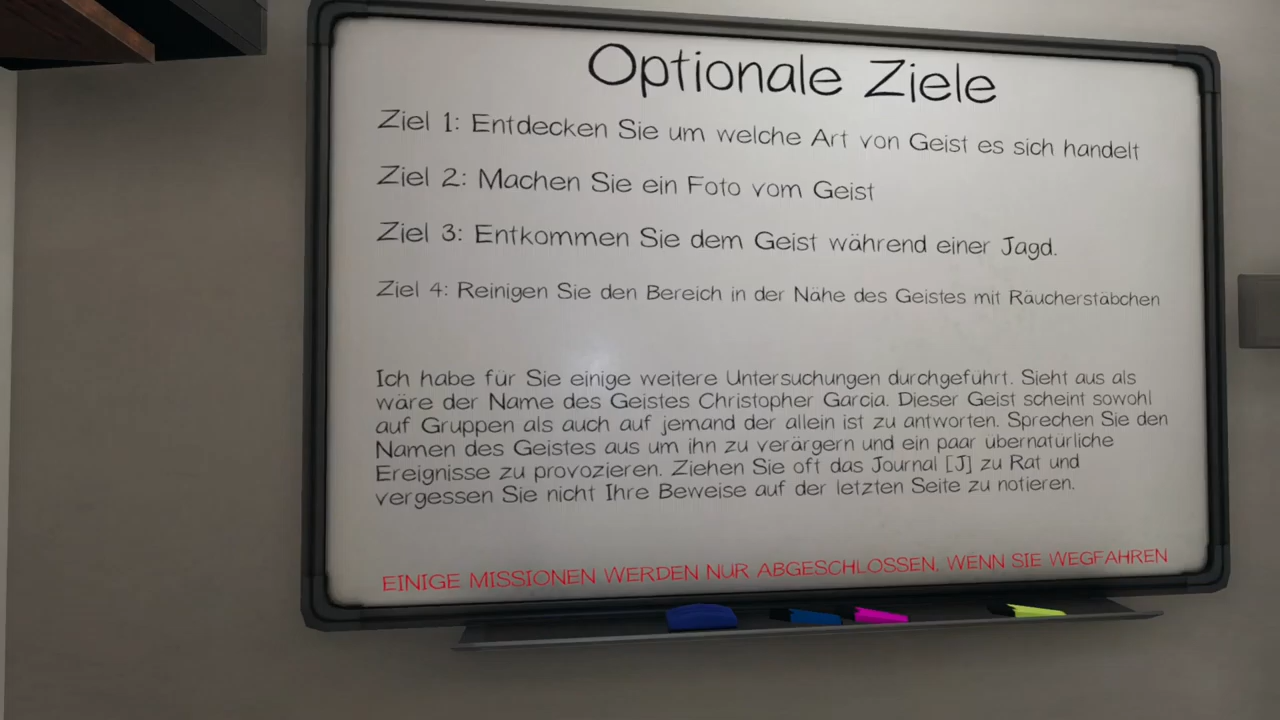 Optionale Ziele
Ziel 1: Entdecken Sie um welche Art von Geist es sich handelt
Ziel 2: Machen Sie ein Foto vom Geist
Ziel 3: Entkommen Sie dem Geist während einer Jagd.
Ziel 4: Reinigen Sie den Bereich in der Nähe des Geistes mit Räucherstäbchen
Ich habe für Sie einige weitere Untersuchungen durchgeführt. Sieht aus als
wäre der Name des Geistes Christopher Garcia. Dieser Geist scheint sowohl
auf Gruppen als auch auf jemand der allein ist zu antworten. Sprechen Sie den
Namen des Geistes aus um ihn zu verärgern und ein paar übernatürliche
Ereignisse zu provozieren. Ziehen Sie oft das Journal [J] zu Rat und
vergessen Sie nicht Ihre Beweise auf der letzten Seite zu notieren.
EINIGE MISSIONEN WERDEN NUR ABGESCHLOSSEN, WENN SIE WEGFAHREN